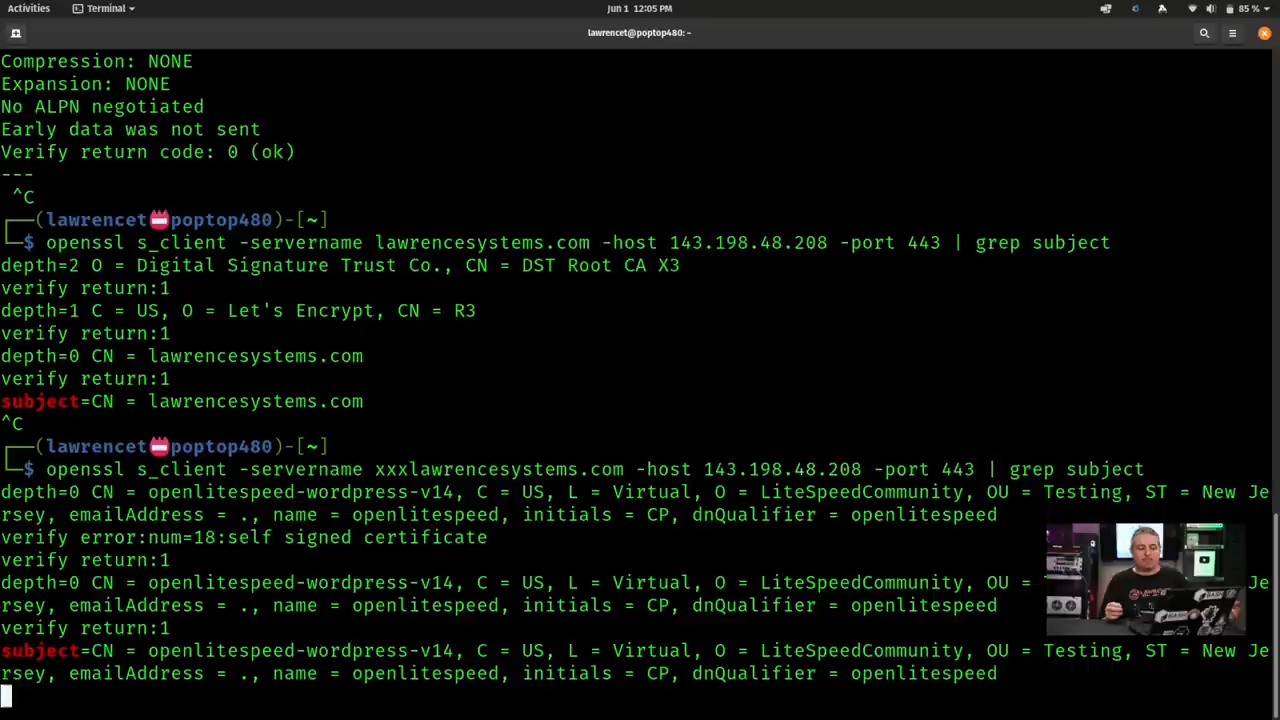 Activities Terminal Jun 1 12:05 PM 85 %
lawrencet@poptop480: ~
Compression: NONE
Expansion: NONE
No ALPN negotiated
Early data was not sent
Verify return code: 0 (ok)
---
^C
(lawrencet poptop480)-[~]
$ openssl s_client -servername lawrencesystems.com -host 143.198.48.208 -port 443 | grep subject
depth=2 O = Digital Signature Trust Co., CN = DST Root CA X3
verify return:1
depth=1 C = US, O = Let's Encrypt, CN = R3
verify return:1
depth=0 CN = lawrencesystems.com
verify return:1
subject=CN = lawrencesystems.com
^C
(lawrencet poptop480)-[~]
$ openssl s_client -servername xxxlawrencesystems.com -host 143.198.48.208 -port 443 | grep subject
depth=0 CN = openlitespeed-wordpress-v14, C = US, L = Virtual, O = LiteSpeedCommunity, OU = Testing, ST = New Je
rsey, emailAddress = ., name = openlitespeed, initials = CP, dnQualifier = openlitespeed
verify error:num=18:self signed certificate
verify return:1
depth=0 CN = openlitespeed-wordpress-v14, C = US, L = Virtual, O = LiteSpeedCommunity, OU = Je
rsey, emailAddress = ., name = openlitespeed, initials = CP, dnQualifier = openlitespeed
verify return:1
subject=CN = openlitespeed-wordpress-v14, C = US, L = Virtual, O = LiteSpeedCommunity, OU = Testing, ST = New Je
rsey, emailAddress = ., name = openlitespeed, initials = CP, dnQualifier = openlitespeed